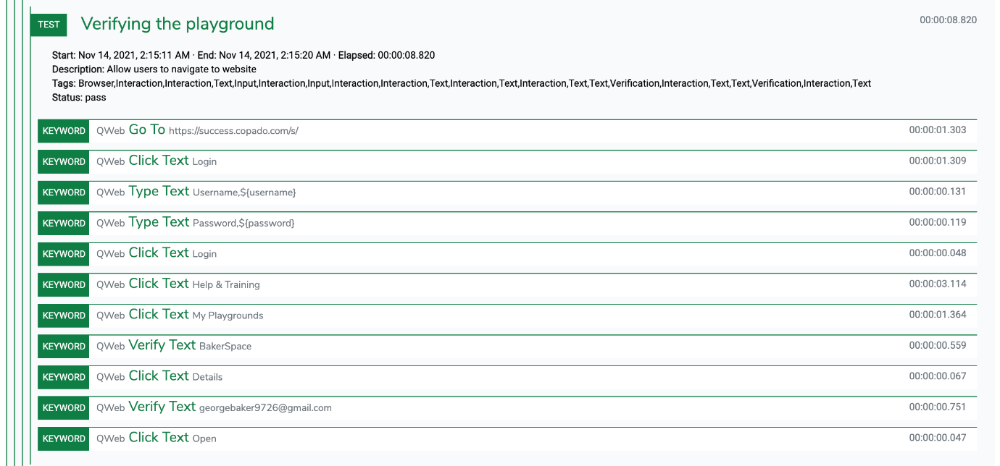 TEST Verifying the playground 00:00:08.820
Start: Nov 14, 2021, 2:15:11 AM · End: Nov 14, 2021, 2:15:20 AM · Elapsed: 00:00:08.820
Description: Allow users to navigate to website
Tags: Browser,Interaction,Interaction,Text,Input,Interaction,Input,Interaction,Interaction,Text,Interaction,Text,Interaction,Text,Text,Verification,Interaction,Text,Text,Verification,Interaction,Text
Status: pass
KEYWORD QWeb Go To https://success.copado.com/s/ 00:00:01.303
KEYWORD QWeb Click Text Login 00:00:01.309
KEYWORD QWeb Type Text Username,${username} 00:00:00.131
KEYWORD QWeb Type Text Password,${password} 00:00:00.119
KEYWORD QWeb Click Text Login 00:00:00.048
KEYWORD QWeb Click Text Help & Training 00:00:03.114
KEYWORD QWeb Click Text My Playgrounds 00:00:01.364
KEYWORD QWeb Verify Text BakerSpace 00:00:00.559
KEYWORD QWeb Click Text Details 00:00:00.067
KEYWORD QWeb Verify Text georgebaker9726@gmail.com 00:00:00.751
KEYWORD QWeb Click Text Open 00:00:00.047